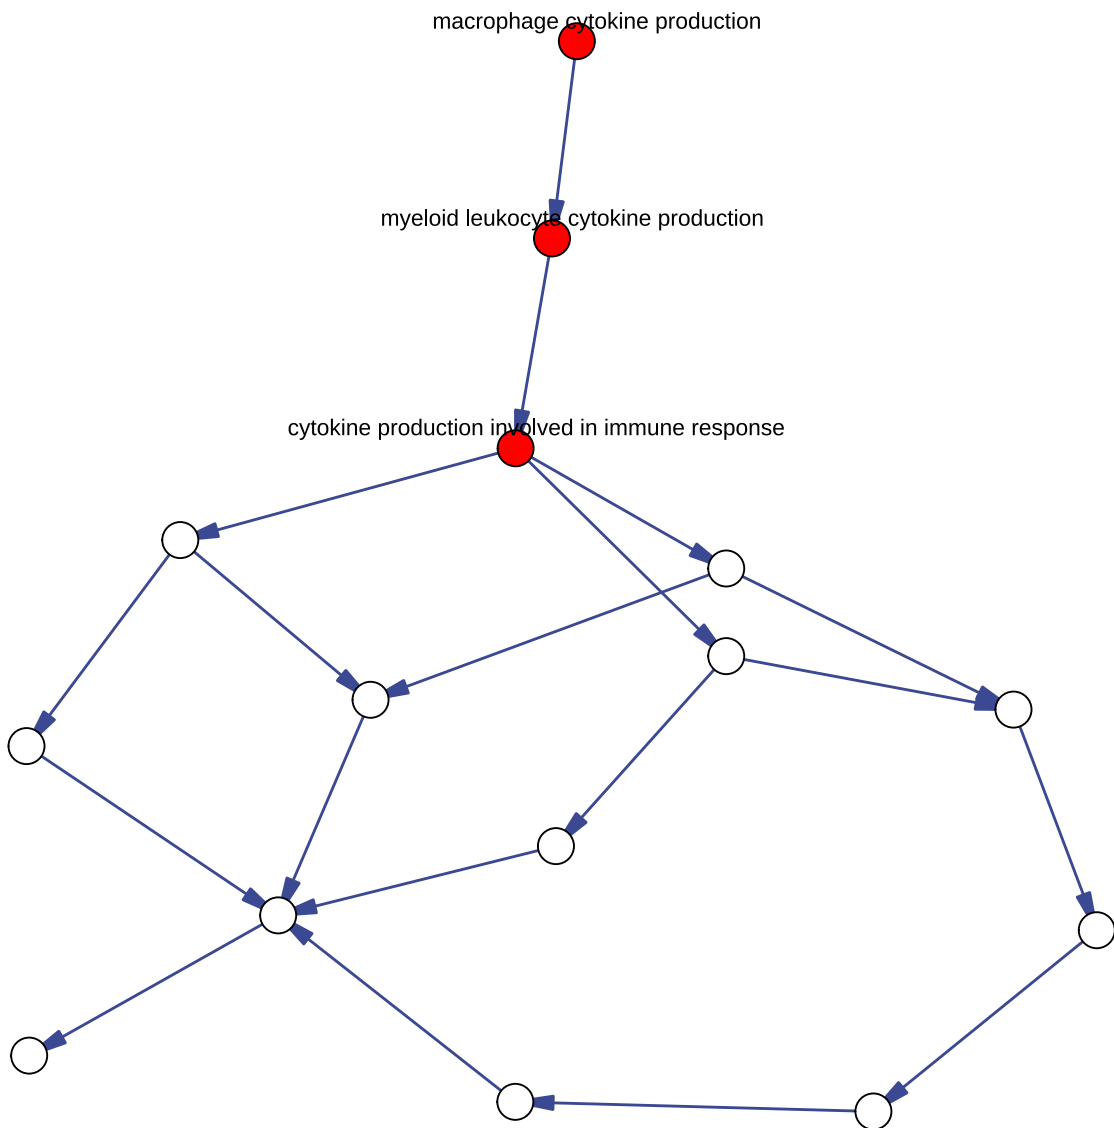 macrophage cytokine production
myeloid leukocyte cytokine production
cytokine production involved in immune response